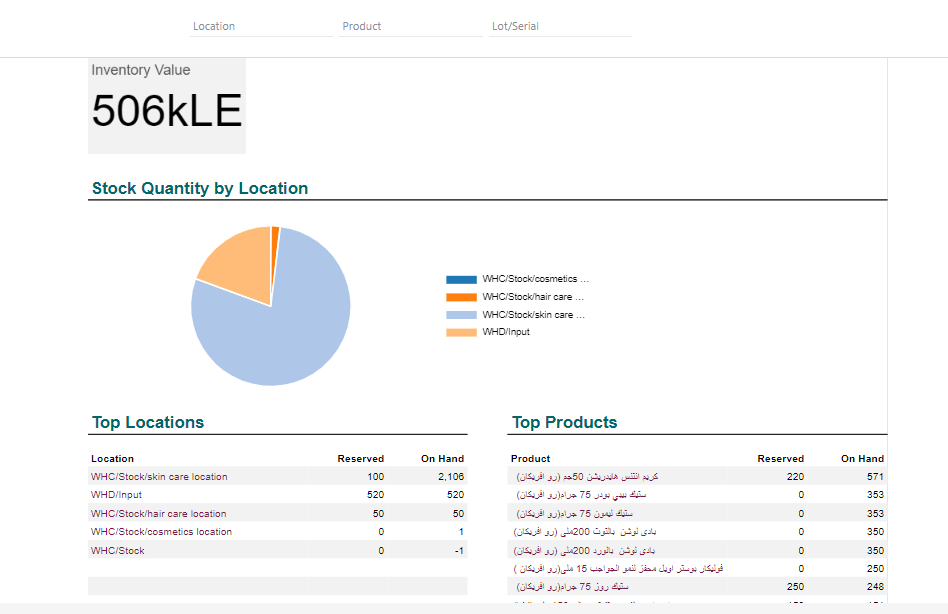 Location Product Lot/Serial
Inventory Value
506kLE
Stock Quantity by Location
WHC/Stock/cosmetics ...
WHC/Stock/hair care ...
WHC/Stock/skin care ...
WHD/Input
Top Locations
Location Reserved On Hand
WHC/Stock/skin care location 100 2,106
WHD/Input 520 520
WHC/Stock/hair care location 50 50
WHC/Stock/cosmetics location 0 1
WHC/Stock 0 -1
Top Products
Product Reserved On Hand
كريم انتنس هايدريشن 50جم (رو افريكان) 220 571
ستيك بيبي بودر 75 جرام(رو افريكان) 0 353
ستيك ليمون 75 جرام(رو افريكان) 0 353
بادى لوشن بالتوت 200ملى (رو افريكان) 0 350
بادى لوشن بالورد 200ملى (رو افريكان) 0 350
فوليكار بوستر اويل محفز لنمو الحواجب 15 ملى(رو افريكان ) 0 250
ستيك روز 75 جرام(رو افريكان) 250 248